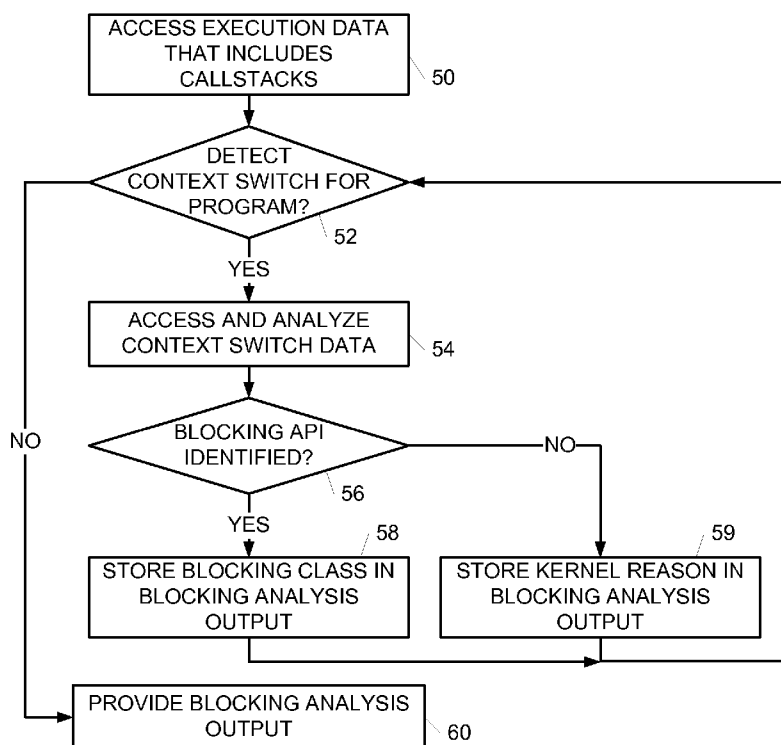 ACCESS EXECUTION DATA
THAT INCLUDES
CALLSTACKS
50
DETECT
CONTEXT SWITCH FOR
PROGRAM?
52
YES
ACCESS AND ANALYZE
CONTEXT SWITCH DATA
54
NO
BLOCKING API
IDENTIFIED?
NO
56
YES
58
59
STORE BLOCKING CLASS IN
BLOCKING ANALYSIS
OUTPUT
STORE KERNEL REASON IN
BLOCKING ANALYSIS
OUTPUT
PROVIDE BLOCKING ANALYSIS
OUTPUT
60